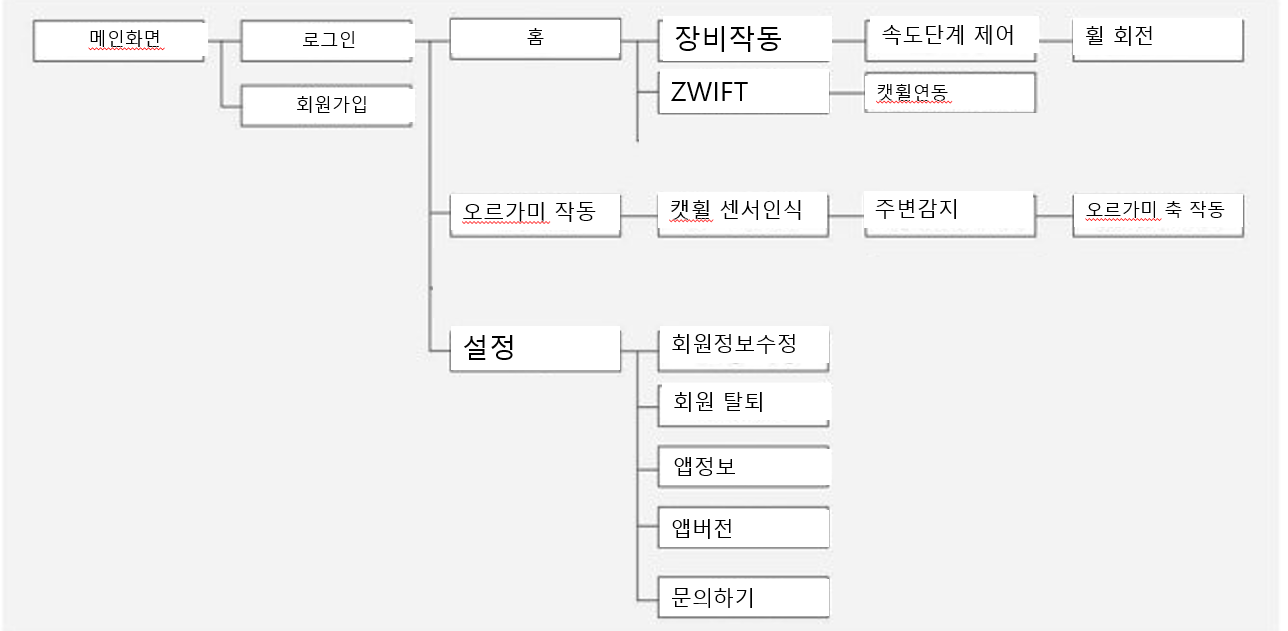 메인화면
로그인
홈
장비작동
속도단계 제어
휠 회전
회원가입
ZWIFT
캣휠연동
오르가미 작동
캣휠 센서인식
주변감지
오르가미 축 작동
설정
회원정보수정
회원 탈퇴
앱정보
앱버전
문의하기